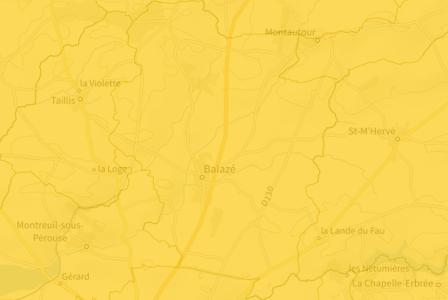 Montautour
la Violette
Taillis
St-M'Hervé
la Loge
Balazé
D110
Montreuil-sous-
Pérouse
la Lande du Fau
les Nétumières
Gérard
La Chapelle-Erbrée